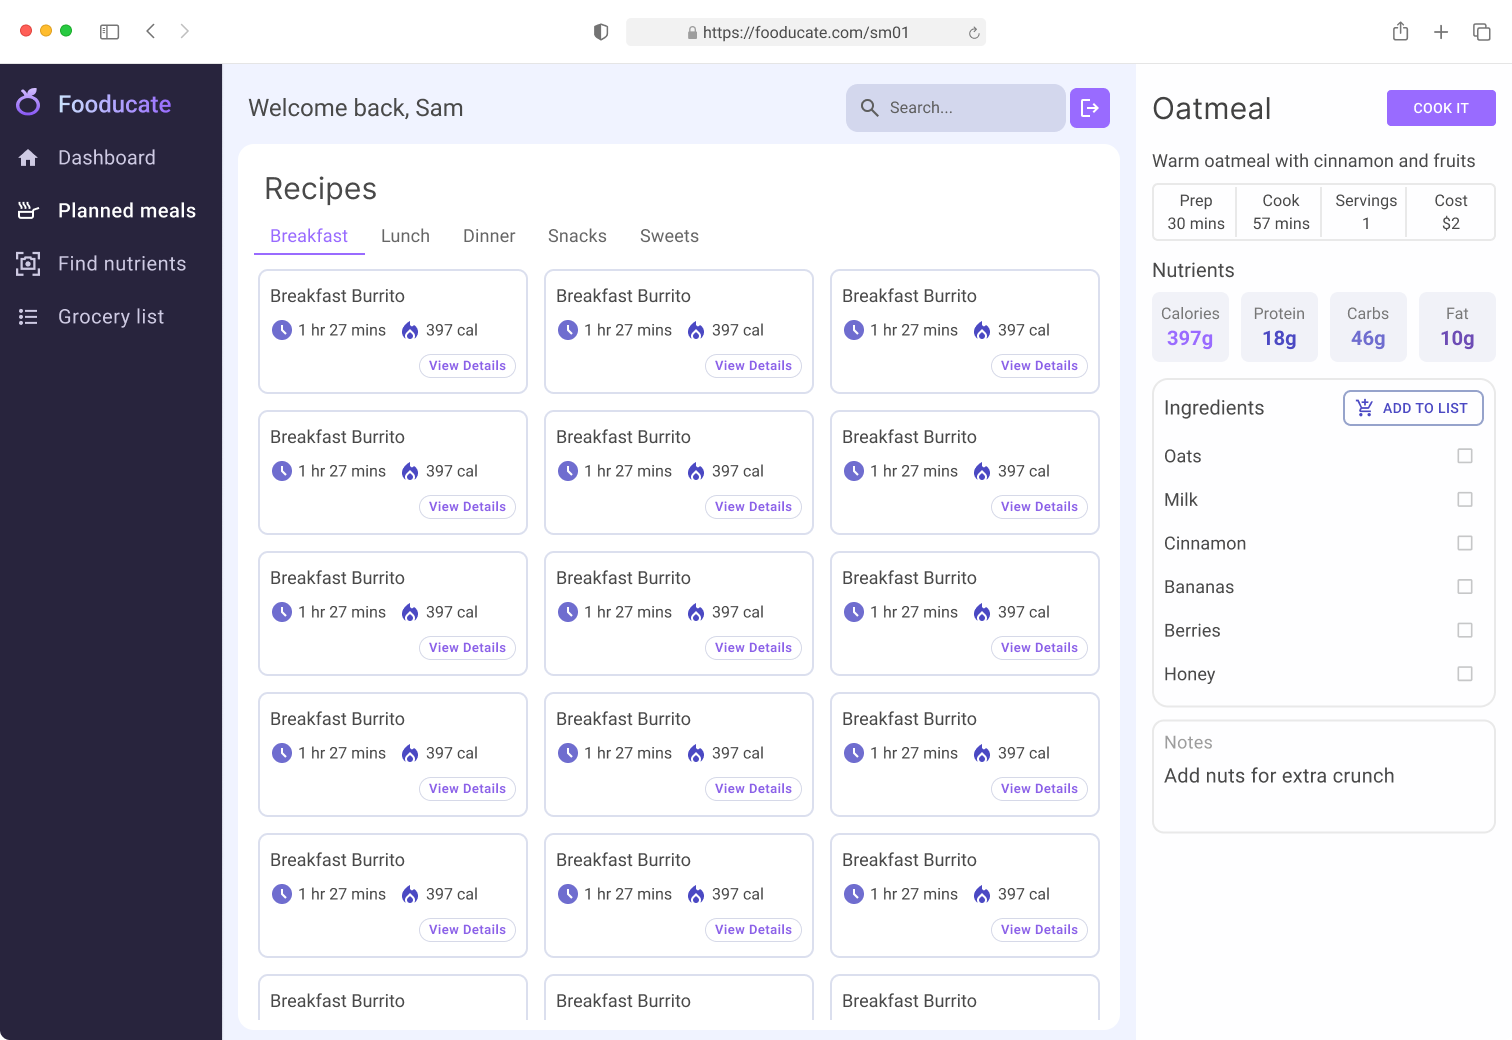 https://fooducate.com/sm01
Fooducate
Dashboard
Planned meals
Find nutrients
Grocery list
Welcome back, Sam
Search...
Recipes
Breakfast Lunch Dinner Snacks Sweets
Breakfast Burrito Breakfast Burrito Breakfast Burrito
1 hr 27 mins 397 cal 1 hr 27 mins 397 cal 1 hr 27 mins 397 cal
View Details View Details View Details
Breakfast Burrito Breakfast Burrito Breakfast Burrito
1 hr 27 mins 397 cal 1 hr 27 mins 397 cal 1 hr 27 mins 397 cal
View Details View Details View Details
Breakfast Burrito Breakfast Burrito Breakfast Burrito
1 hr 27 mins 397 cal 1 hr 27 mins 397 cal 1 hr 27 mins 397 cal
View Details View Details View Details
Breakfast Burrito Breakfast Burrito Breakfast Burrito
1 hr 27 mins 397 cal 1 hr 27 mins 397 cal 1 hr 27 mins 397 cal
View Details View Details View Details
Breakfast Burrito Breakfast Burrito Breakfast Burrito
1 hr 27 mins 397 cal 1 hr 27 mins 397 cal 1 hr 27 mins 397 cal
View Details View Details View Details
Breakfast Burrito Breakfast Burrito Breakfast Burrito
Oatmeal COOK IT
Warm oatmeal with cinnamon and fruits
Prep Cook Servings Cost
30 mins 57 mins 1 $2
Nutrients
Calories Protein Carbs Fat
397g 18g 46g 10g
Ingredients ADD TO LIST
Oats
Milk
Cinnamon
Bananas
Berries
Honey
Notes
Add nuts for extra crunch